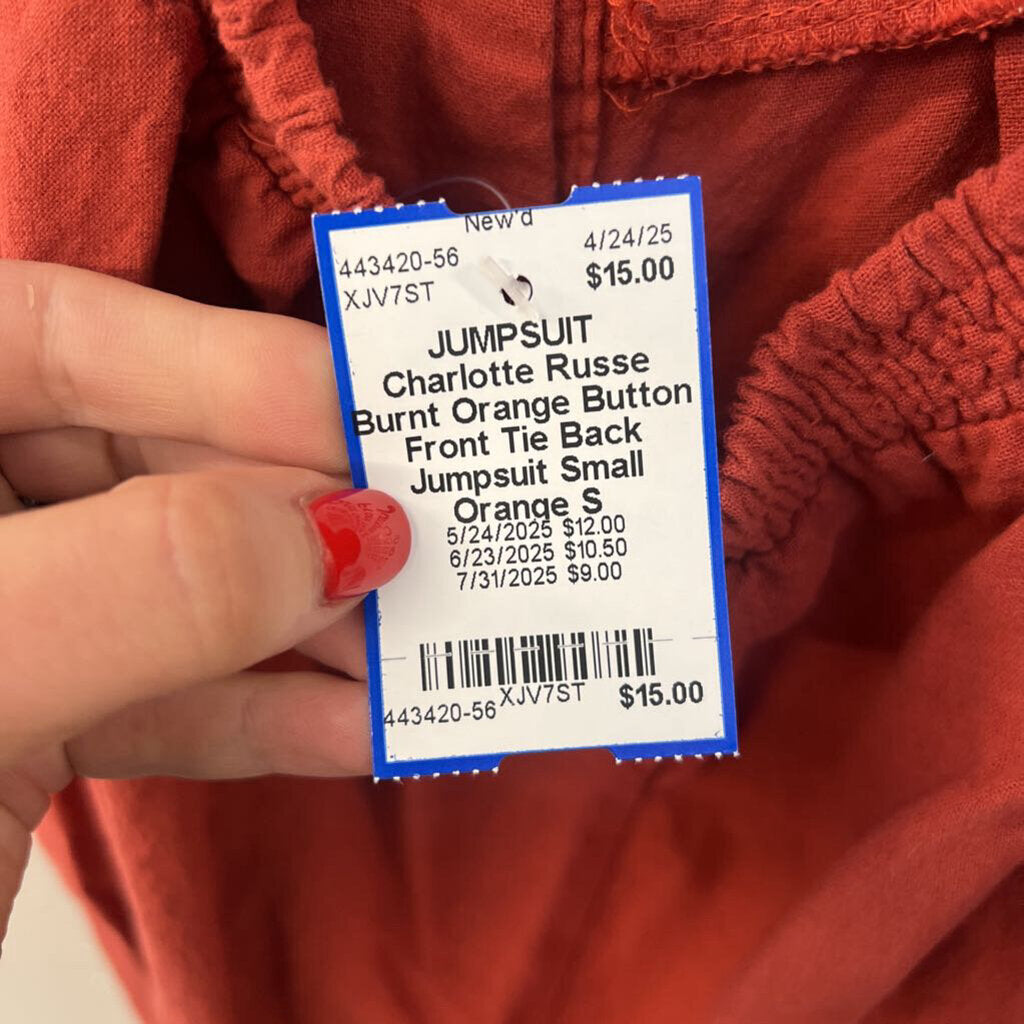 New'd
443420-56 4/24/25
XJV7ST $15.00
JUMPSUIT
Charlotte Russe
Burnt Orange Button
Front Tie Back
Jumpsuit Small
Orange S
5/24/2025 $12.00
6/23/2025 $10.50
7/31/2025 $9.00
443420-56 XJV7ST $15.00